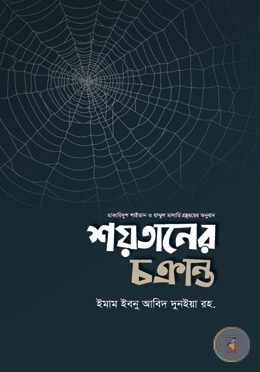 মাকায়িদুশ শাইতান ও যাম্মুল মালাহি গ্রন্থদ্বয়ের অনুবাদ
শয়তানের
চক্রান্ত
ইমাম ইবনু আবিদ দুনইয়া রহ.